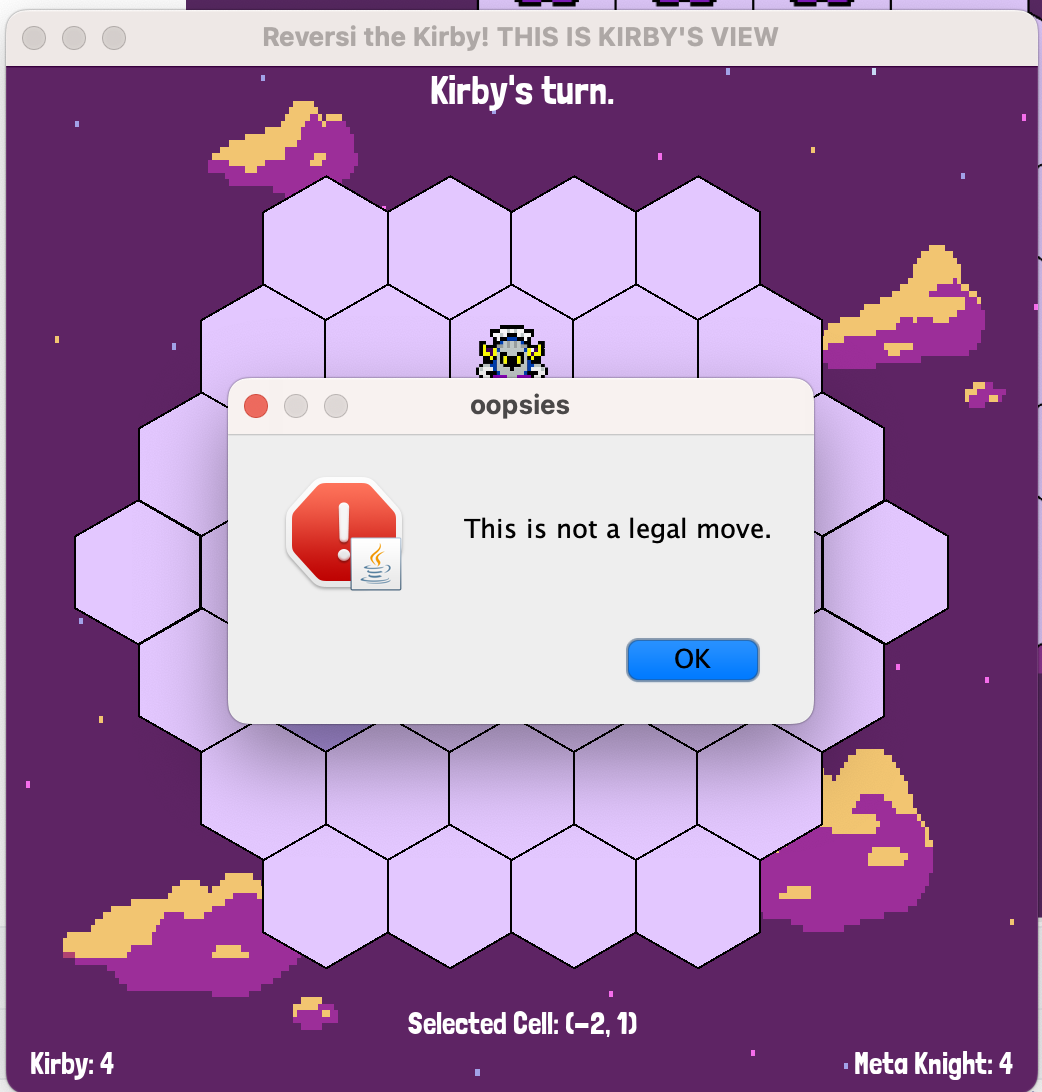 Reversi the Kirby! THIS IS KIRBY'S VIEW
Kirby's turn.
oopsies
This is not a legal move.
OK
Selected Cell: (-2, 1)
Kirby: 4
Meta Knight: 4